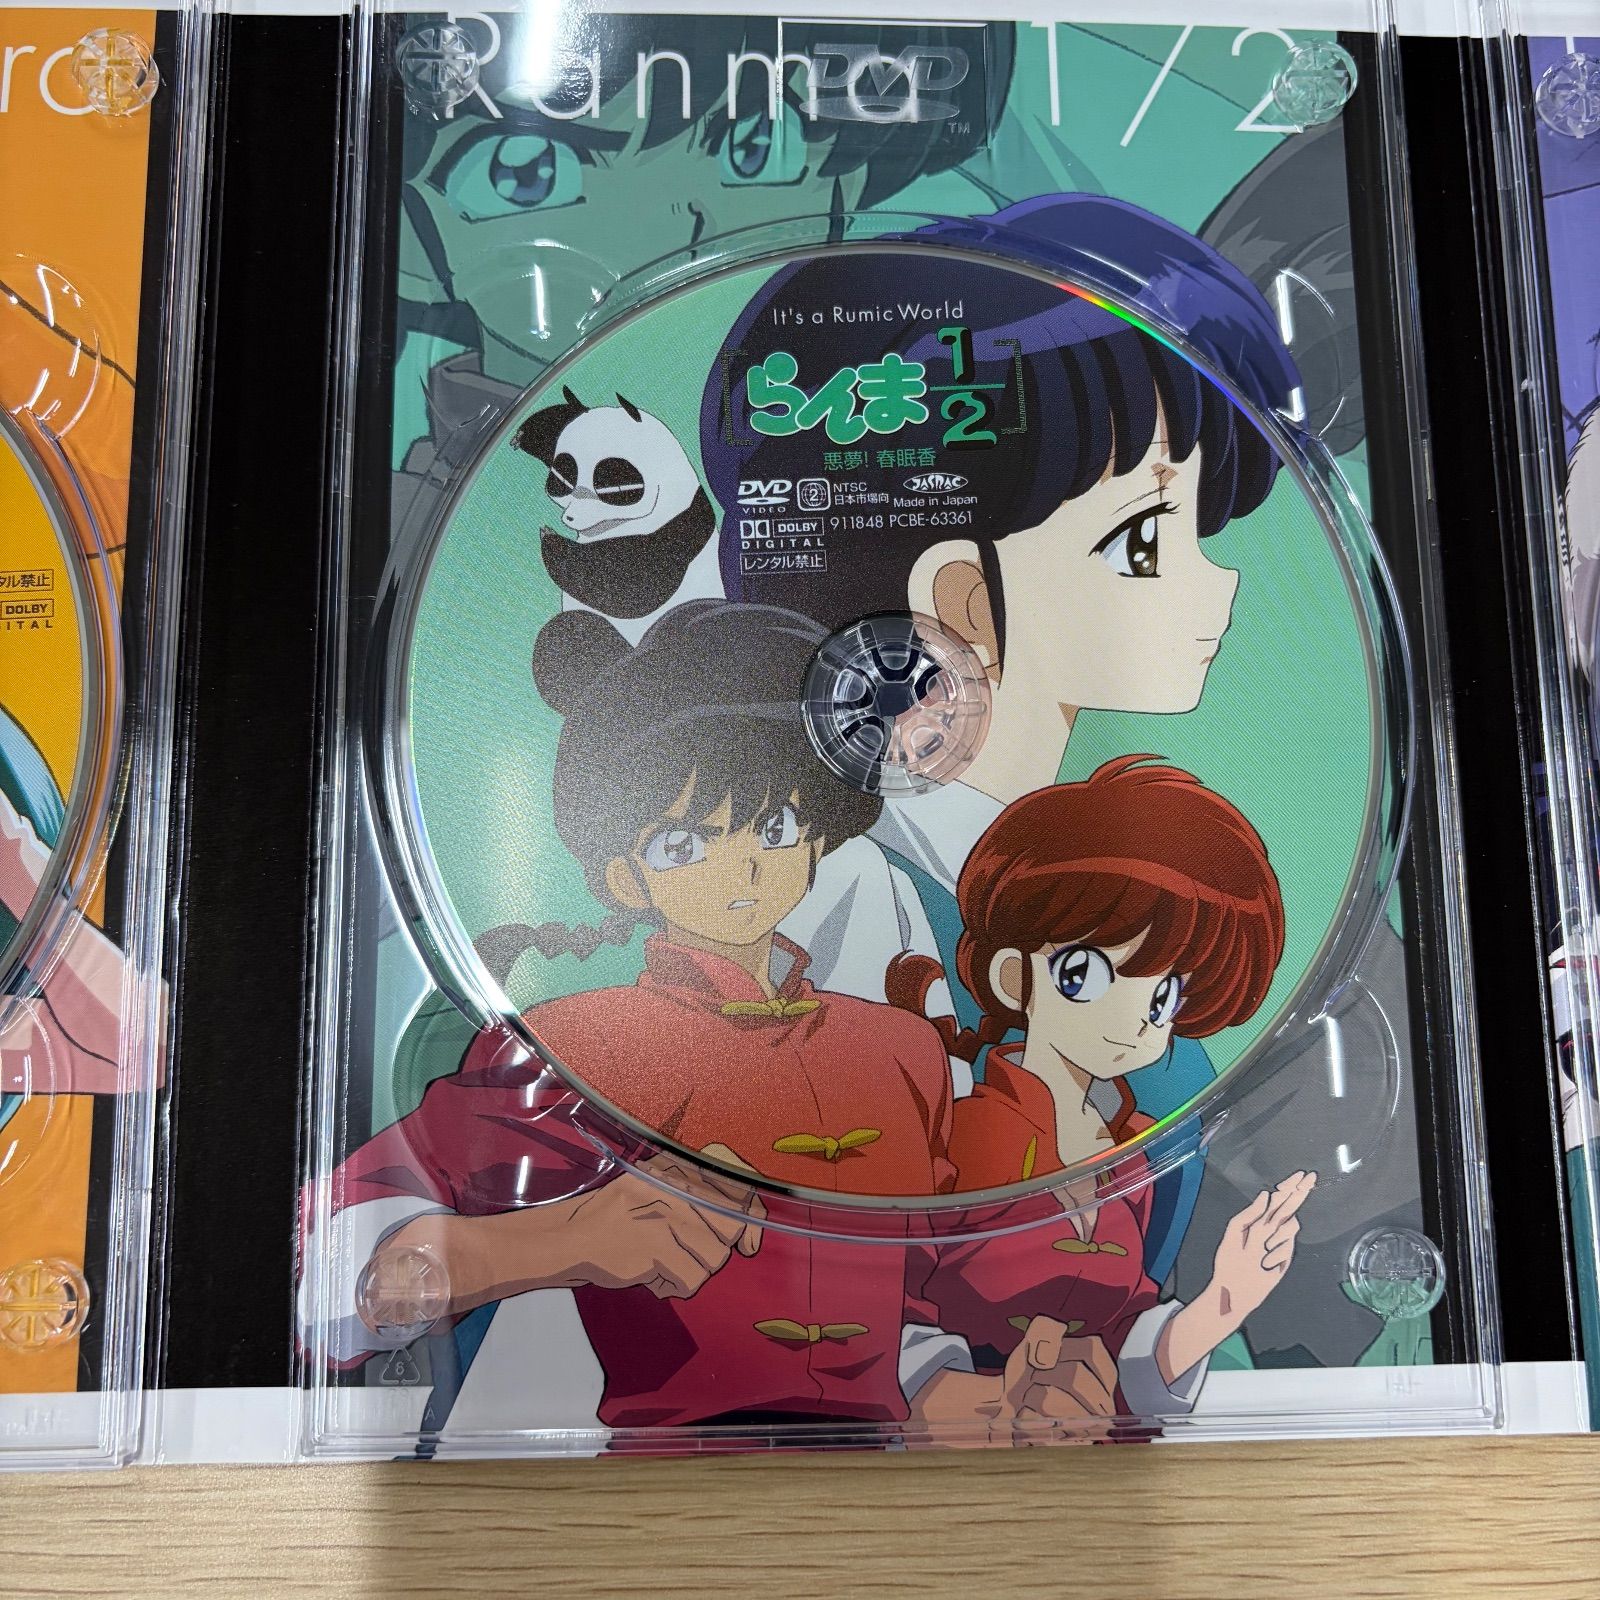 Ranma 1/2
DVD
TM
It's a Rumic World
らんま1/2
悪夢! 春眠香
DVD
VIDEO
2
NTSC
日本市場向
JASRAC
Made in Japan
DOLBY
DIGITAL
911848 PCBE-63361
レンタル禁止
タル禁止
DOLBY
ITAL
6